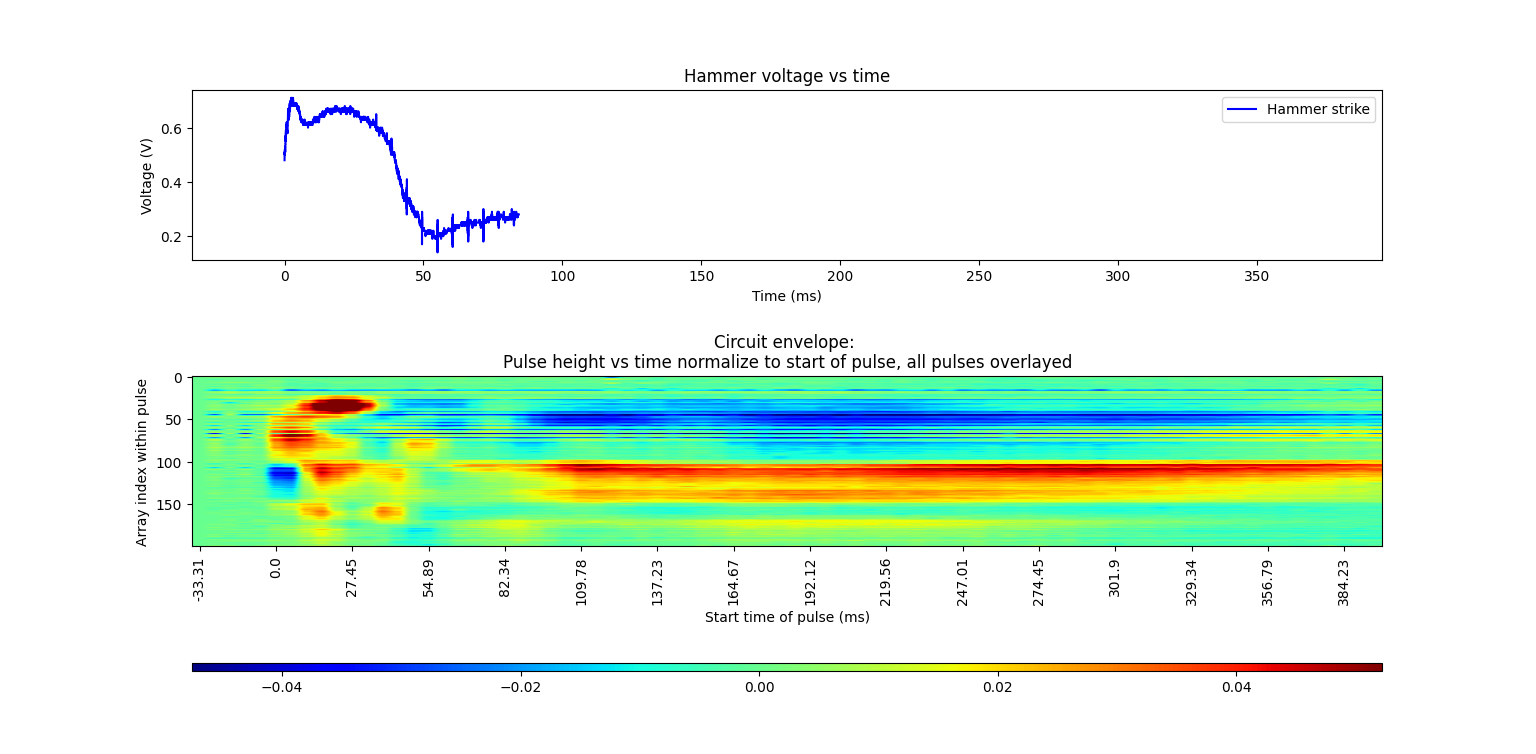 Hammer voltage vs time
Hammer strike
Voltage (V)
0.6
0.4
0.2
0 50 100 150 200 250 300 350
Time (ms)
Circuit envelope:
Pulse height vs time normalize to start of pulse, all pulses overlayed
Array index within pulse
0
50
100
150
-33.31 0.0 27.45 54.89 82.34 109.78 137.23 164.67 192.12 219.56 247.01 274.45 301.9 329.34 356.79 384.23
Start time of pulse (ms)
−0.04 −0.02 0.00 0.02 0.04